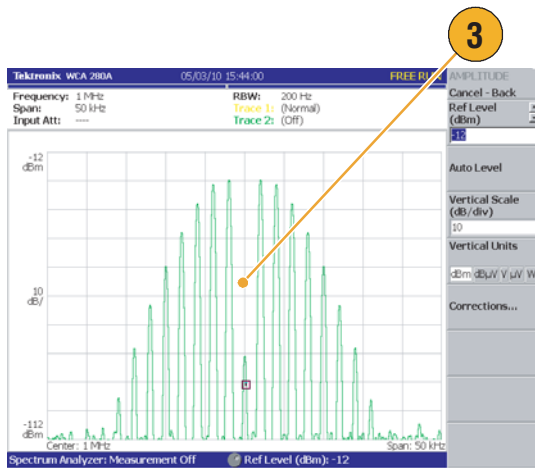 3
Tektronix WCA 280A 05/03/10 15:44:00 FREE RUN
Frequency: 1 MHz RBW: 200 Hz
Span: 50 kHz Trace 1: (Normal)
Input Att: ---- Trace 2: (Off)
-12
dBm
10
dB/
-112
dBm
Center: 1 MHz Span: 50 kHz
Spectrum Analyzer: Measurement Off Ref Level (dBm): -12
AMPLITUDE
Cancel - Back
Ref Level
(dBm)
-12
Auto Level
Vertical Scale
(dB/div)
10
Vertical Units
dBm dBµV V µV W
Corrections...